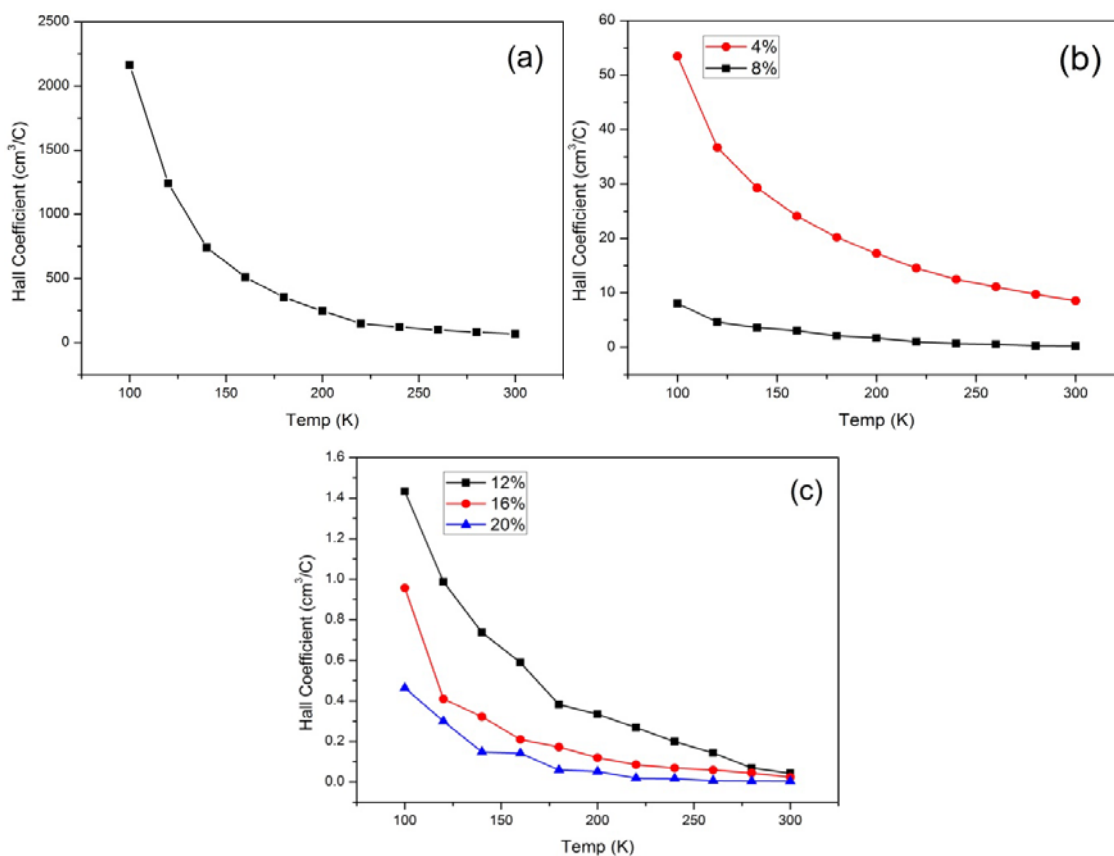 (a)
2500
2000
1500
1000
500
0
Hall Coefficient (cm³/C)
100 150 200 250 300
Temp (K)
(b)
4%
8%
60
50
40
30
20
10
0
Hall Coefficient (cm³/C)
100 150 200 250 300
Temp (K)
(c)
12%
16%
20%
1.6
1.4
1.2
1.0
0.8
0.6
0.4
0.2
0.0
Hall Coefficient (cm³/C)
100 150 200 250 300
Temp (K)